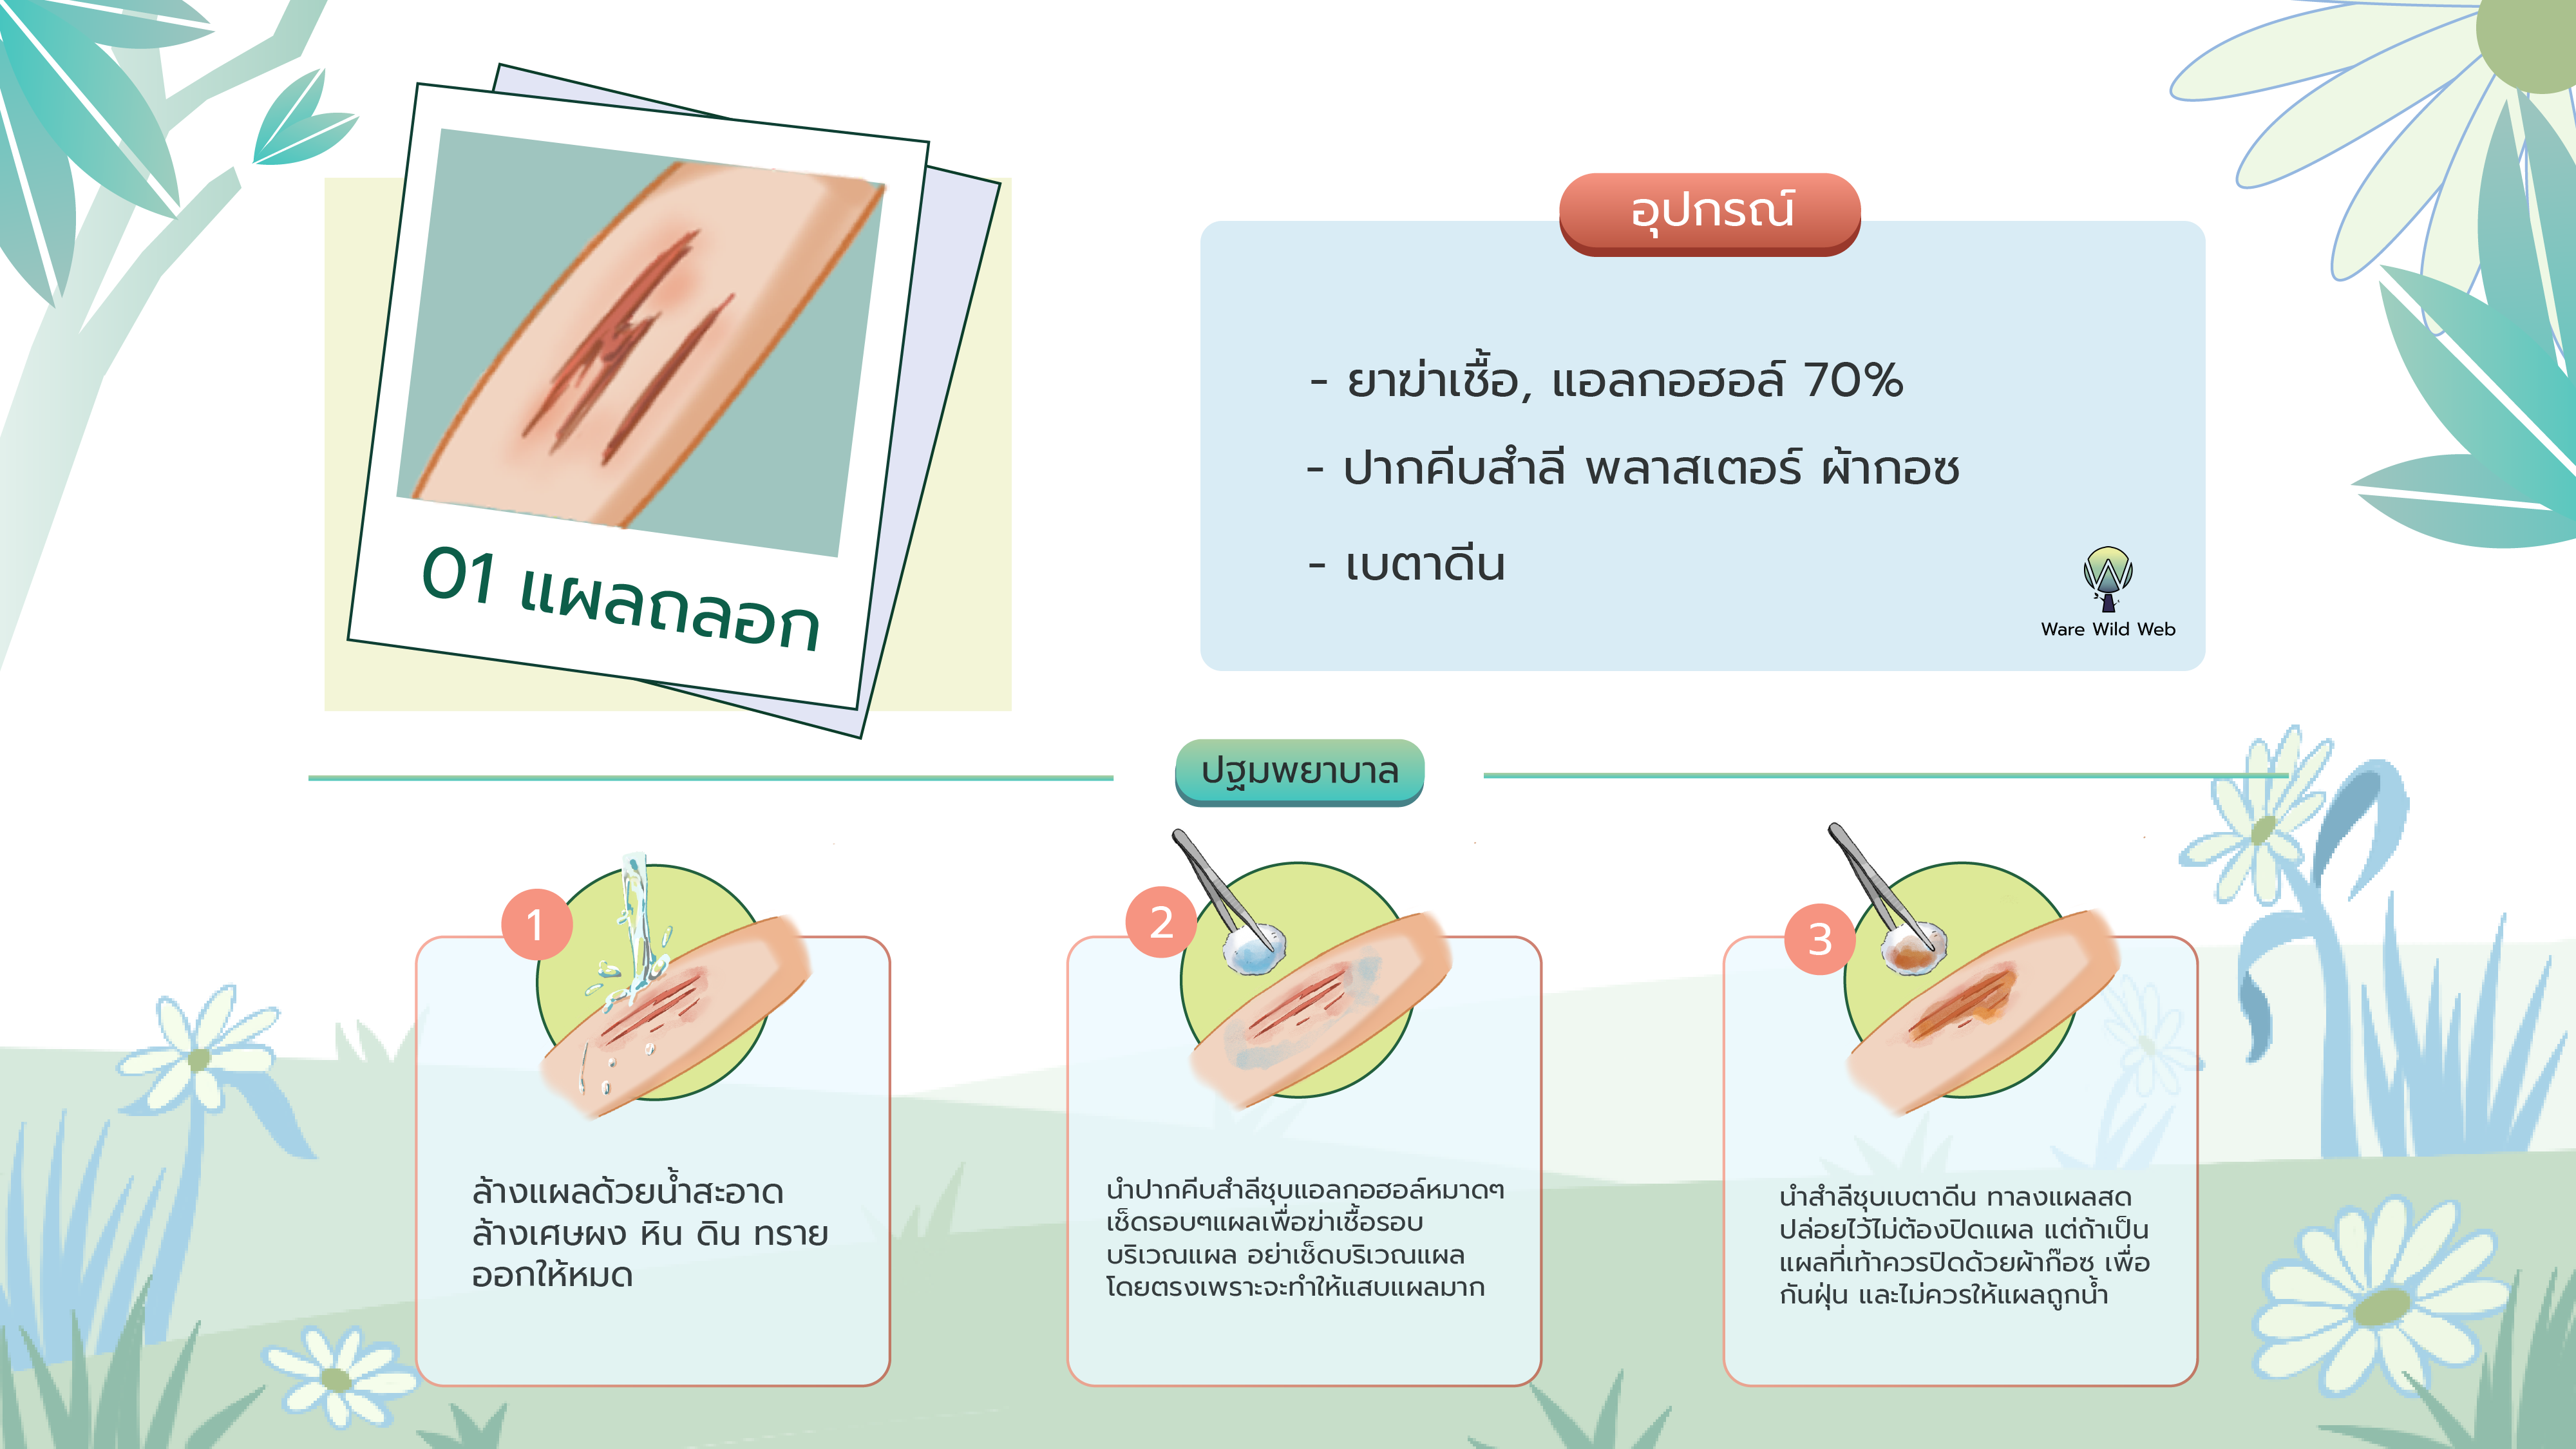 01 แผลถลอก
อุปกรณ์
- ยาฆ่าเชื้อ, แอลกอฮอล์ 70%
- ปากคีบสำลี พลาสเตอร์ ผ้ากอซ
- เบตาดีน
Ware Wild Web
ปฐมพยาบาล
1
ล้างแผลด้วยน้ำสะอาด
ล้างเศษผง หิน ดิน ทราย
ออกให้หมด
2
นำปากคีบสำลีชุบแอลกอฮอล์หมาดๆ
เช็ดรอบๆแผลเพื่อฆ่าเชื้อรอบ
บริเวณแผล อย่าเช็ดบริเวณแผล
โดยตรงเพราะจะทำให้แสบแผลมาก
3
นำสำลีชุบเบตาดีน ทาลงแผลสด
ปล่อยไว้ไม่ต้องปิดแผล แต่ถ้าเป็น
แผลที่เท้าควรปิดด้วยผ้าก๊อซ เพื่อ
กันฝุ่น และไม่ควรให้แผลถูกน้ำ